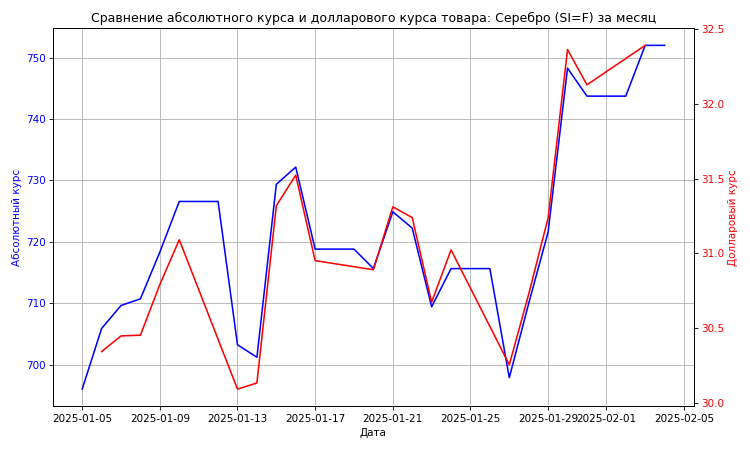 Сравнение абсолютного курса и долларового курса товара: Серебро (SI=F) за месяц
Абсолютный курс
750
740
730
720
710
700
32.5
32.0
31.5
31.0
30.5
30.0
Долларовый курс
2025-01-05 2025-01-09 2025-01-13 2025-01-17 2025-01-21 2025-01-25 2025-01-29 2025-02-01 2025-02-05
Дата